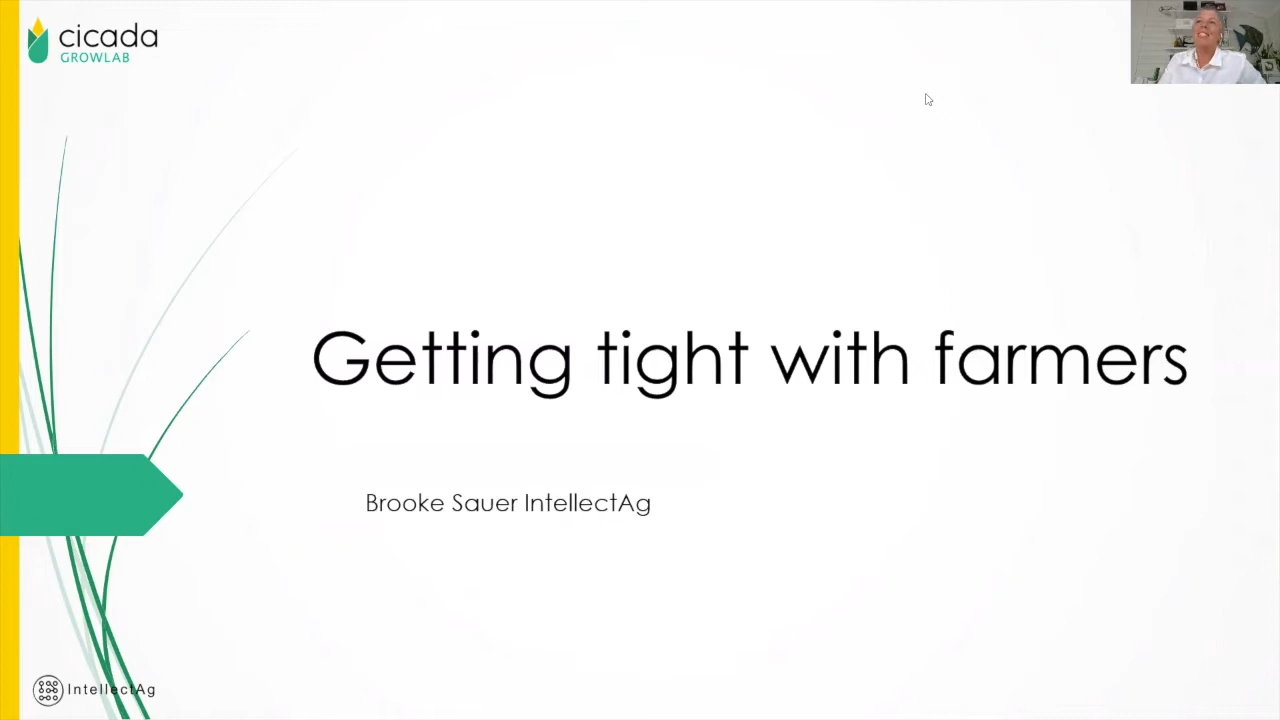 cicada
GROWLAB
Getting tight with farmers
Brooke Sauer IntellectAg
IntellectAg